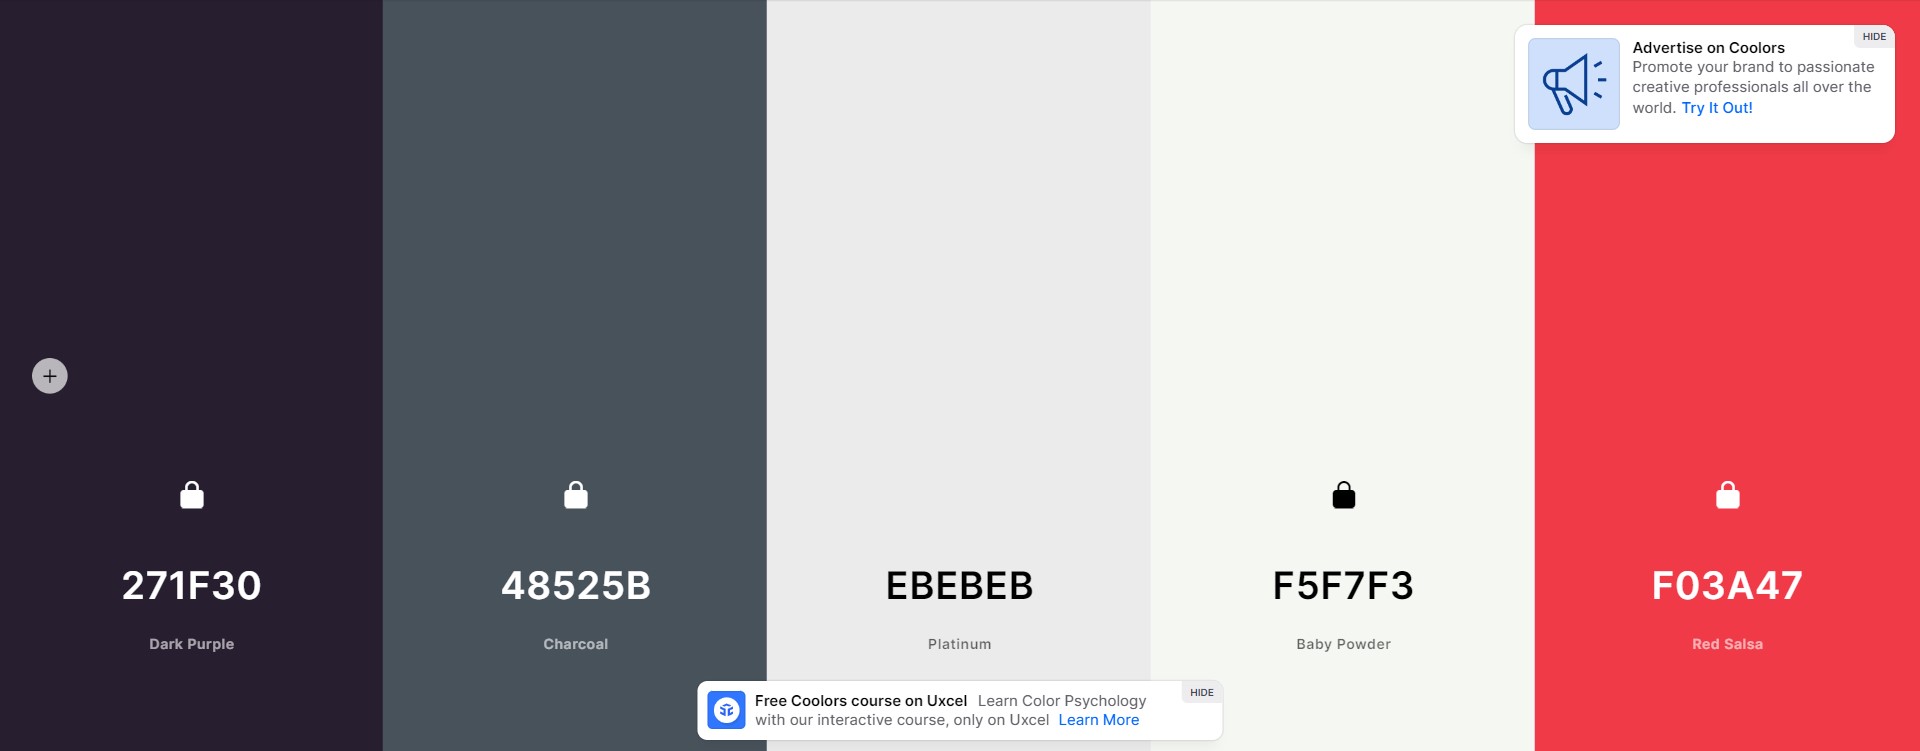 HIDE
Advertise on Coolors
Promote your brand to passionate
creative professionals all over the
world. Try It Out!
271F30
Dark Purple
48525B
Charcoal
EBEBEB
Platinum
F5F7F3
Baby Powder
F03A47
Red Salsa
HIDE
Free Coolors course on Uxcel Learn Color Psychology
with our interactive course, only on Uxcel Learn More